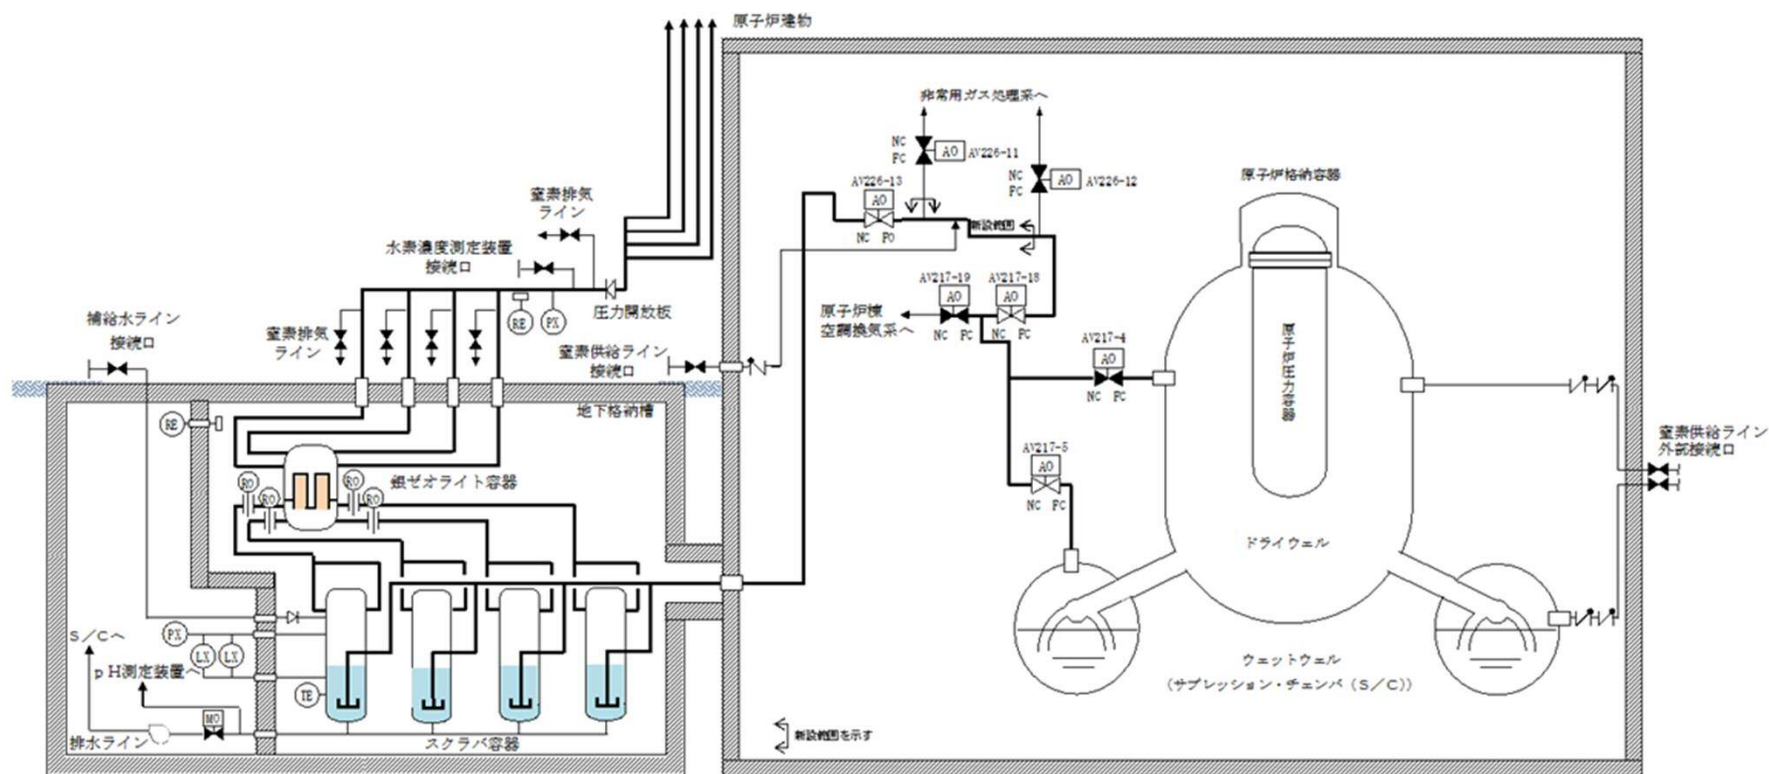 原子炉建物
非常用ガス処理系へ
NC
FC
AO
AV226-11
AV226-13
AO
NC FO
NC
FC
AO
AV226-12
原子炉格納容器
窒素排気
ライン
水素濃度測定装置
接続口
新設範囲
AV217-19
AV217-18
AO
AO
原子炉棟
空調換気系へ
NC FC
NC FC
RE
PX
圧力開放板
補給水ライン
接続口
窒素排気
ライン
窒素供給ライン
接続口
原子炉圧力容器
AV217-4
AO
NC FC
地下格納槽
RE
窒素供給ライン
外部接続口
AV217-5
AO
NC FC
銀ゼオライト容器
RO
RO
RO
RO
ドライウェル
S/Cへ
PX
LX
LX
pH測定装置へ
TE
MO
排水ライン
スクラバ容器
ウェットウェル
(サプレッション・チェンバ(S/C))
新設範囲を示す